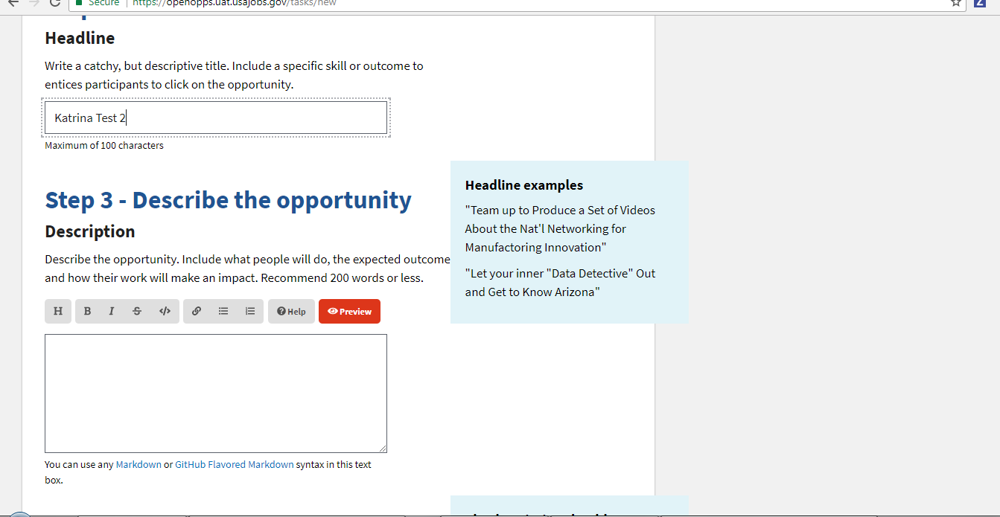 Secure | https://openopps.uat.usajobs.gov/tasks/new
Headline
Write a catchy, but descriptive title. Include a specific skill or outcome to
entices participants to click on the opportunity.
Katrina Test 2
Maximum of 100 characters
Step 3 - Describe the opportunity
Description
Describe the opportunity. Include what people will do, the expected outcome
and how their work will make an impact. Recommend 200 words or less.
H B I S </> Help Preview
You can use any Markdown or GitHub Flavored Markdown syntax in this text
box.
Headline examples
"Team up to Produce a Set of Videos
About the Nat'l Networking for
Manufactoring Innovation"
"Let your inner "Data Detective" Out
and Get to Know Arizona"
Z